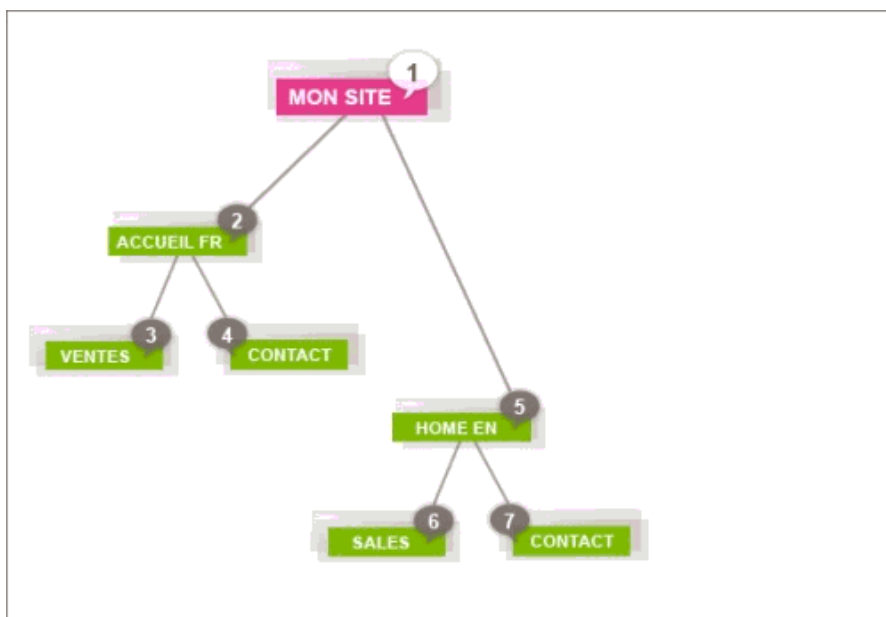 1
MON SITE
2
ACCUEIL FR
3
VENTES
4
CONTACT
5
HOME EN
6
SALES
7
CONTACT